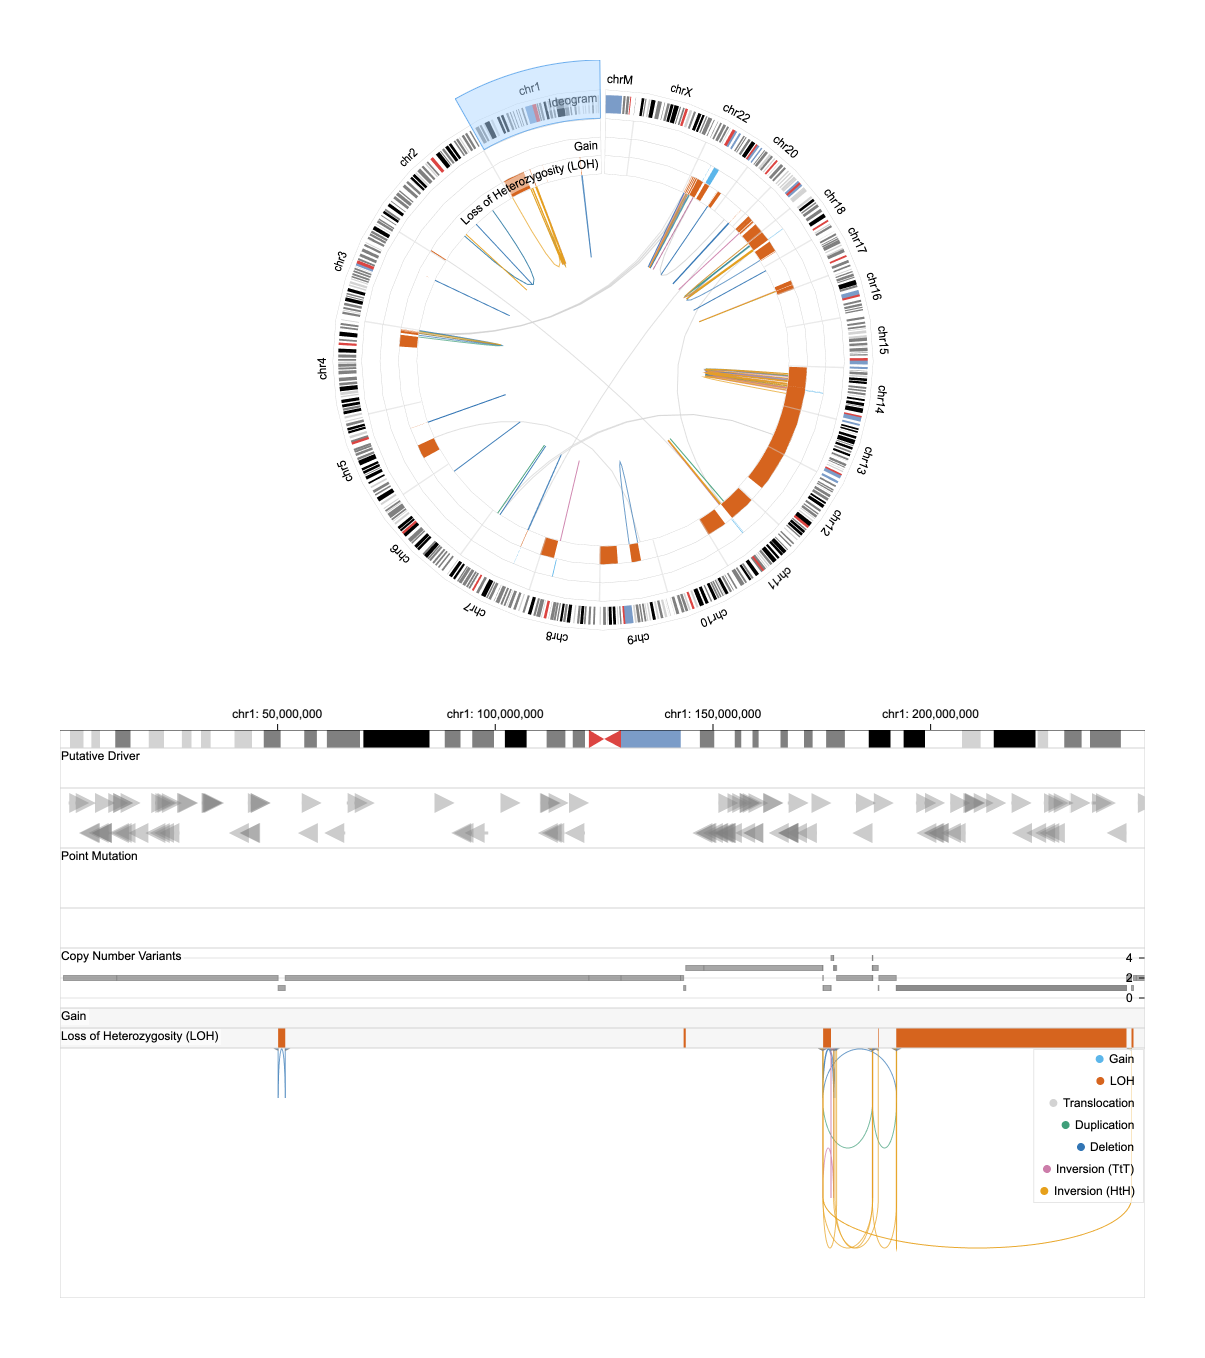 chrM
chrX
chr22
chr20
chr18
chr17
chr16
chr15
chr14
chr13
chr12
chr11
chr10
chr9
chr8
chr7
chr6
chr5
chr4
chr3
chr2
chr1
Ideogram
Gain
Loss of Heterozygosity (LOH)
chr1: 50,000,000
chr1: 100,000,000
chr1: 150,000,000
chr1: 200,000,000
Putative Driver
Point Mutation
Copy Number Variants
4
2
0
Gain
Loss of Heterozygosity (LOH)
Gain
LOH
Translocation
Duplication
Deletion
Inversion (TtT)
Inversion (HtH)